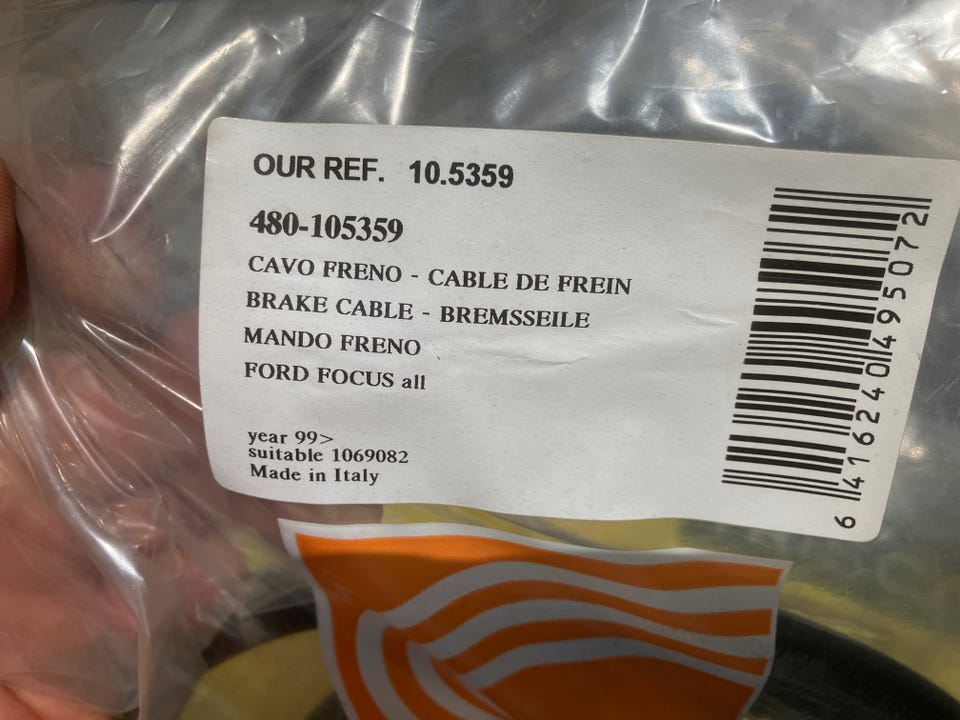 OUR REF. 10.5359
480-105359
CAVO FRENO - CABLE DE FREIN
BRAKE CABLE - BREMSSEILE
MANDO FRENO
FORD FOCUS all
year 99>
suitable 1069082
Made in Italy
6 416240 495072